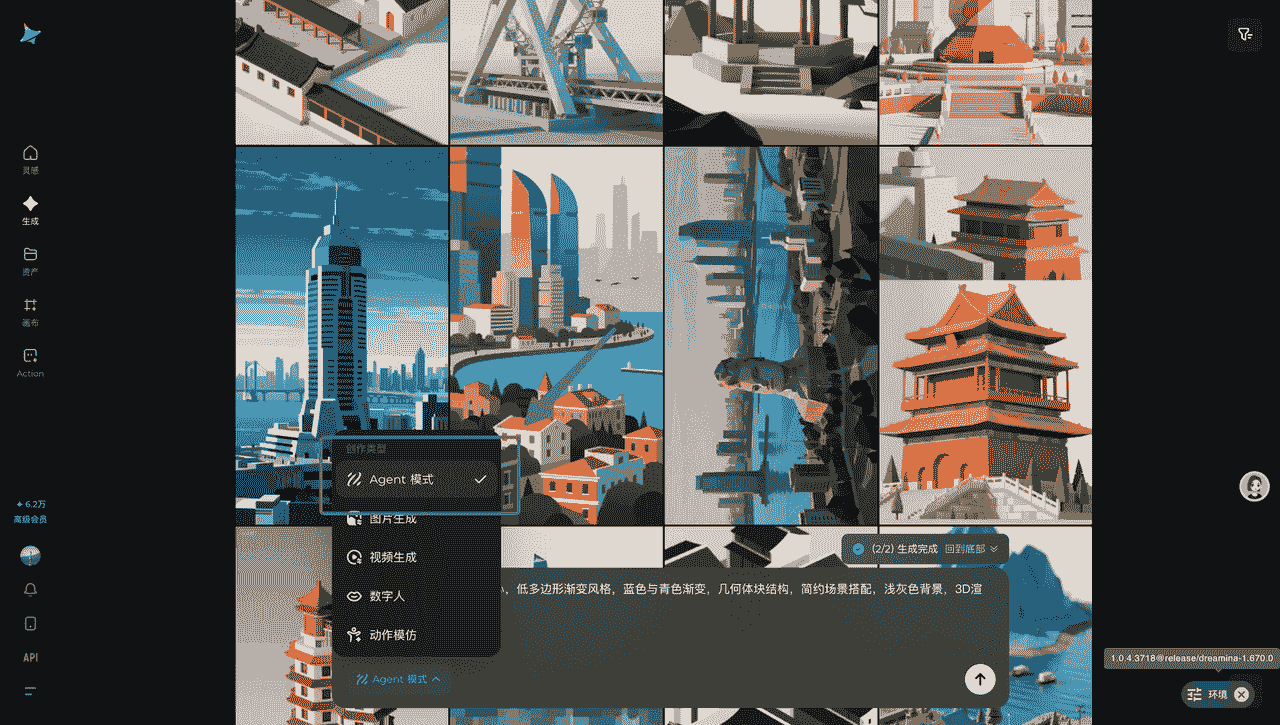 灵感
生成
资产
画布
Action
6.2万
高级会员
API
创作类型
Agent 模式
图片生成
视频生成
数字人
动作模仿
(2/2) 生成完成 回到底部
，低多边形渐变风格，蓝色与青色渐变，几何体块结构，简约场景搭配，浅灰色背景，3D渲
Agent 模式
1.0.4.3718@release/dreamina-1.670.0
环境